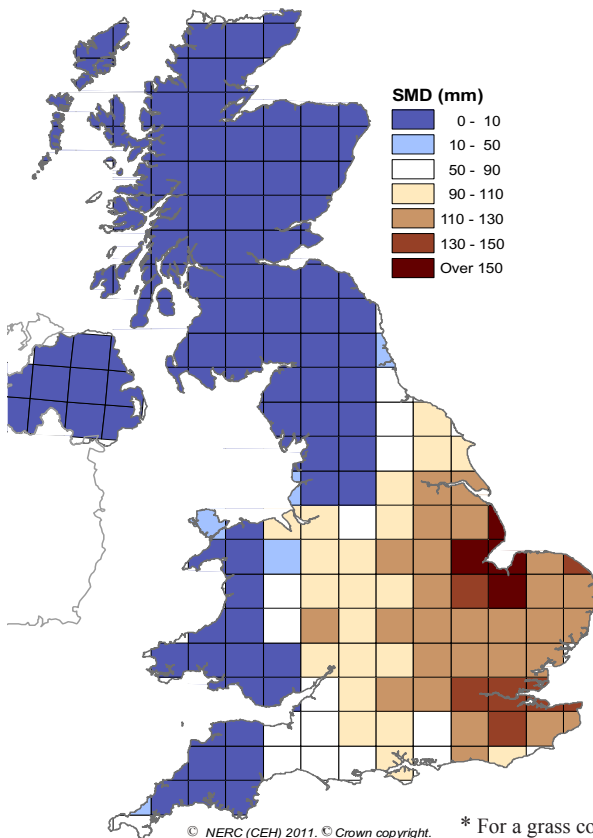 SMD (mm)
0 - 10
10 - 50
50 - 90
90 - 110
110 - 130
130 - 150
Over 150
© NERC (CEH) 2011. © Crown copyright.
* For a grass co